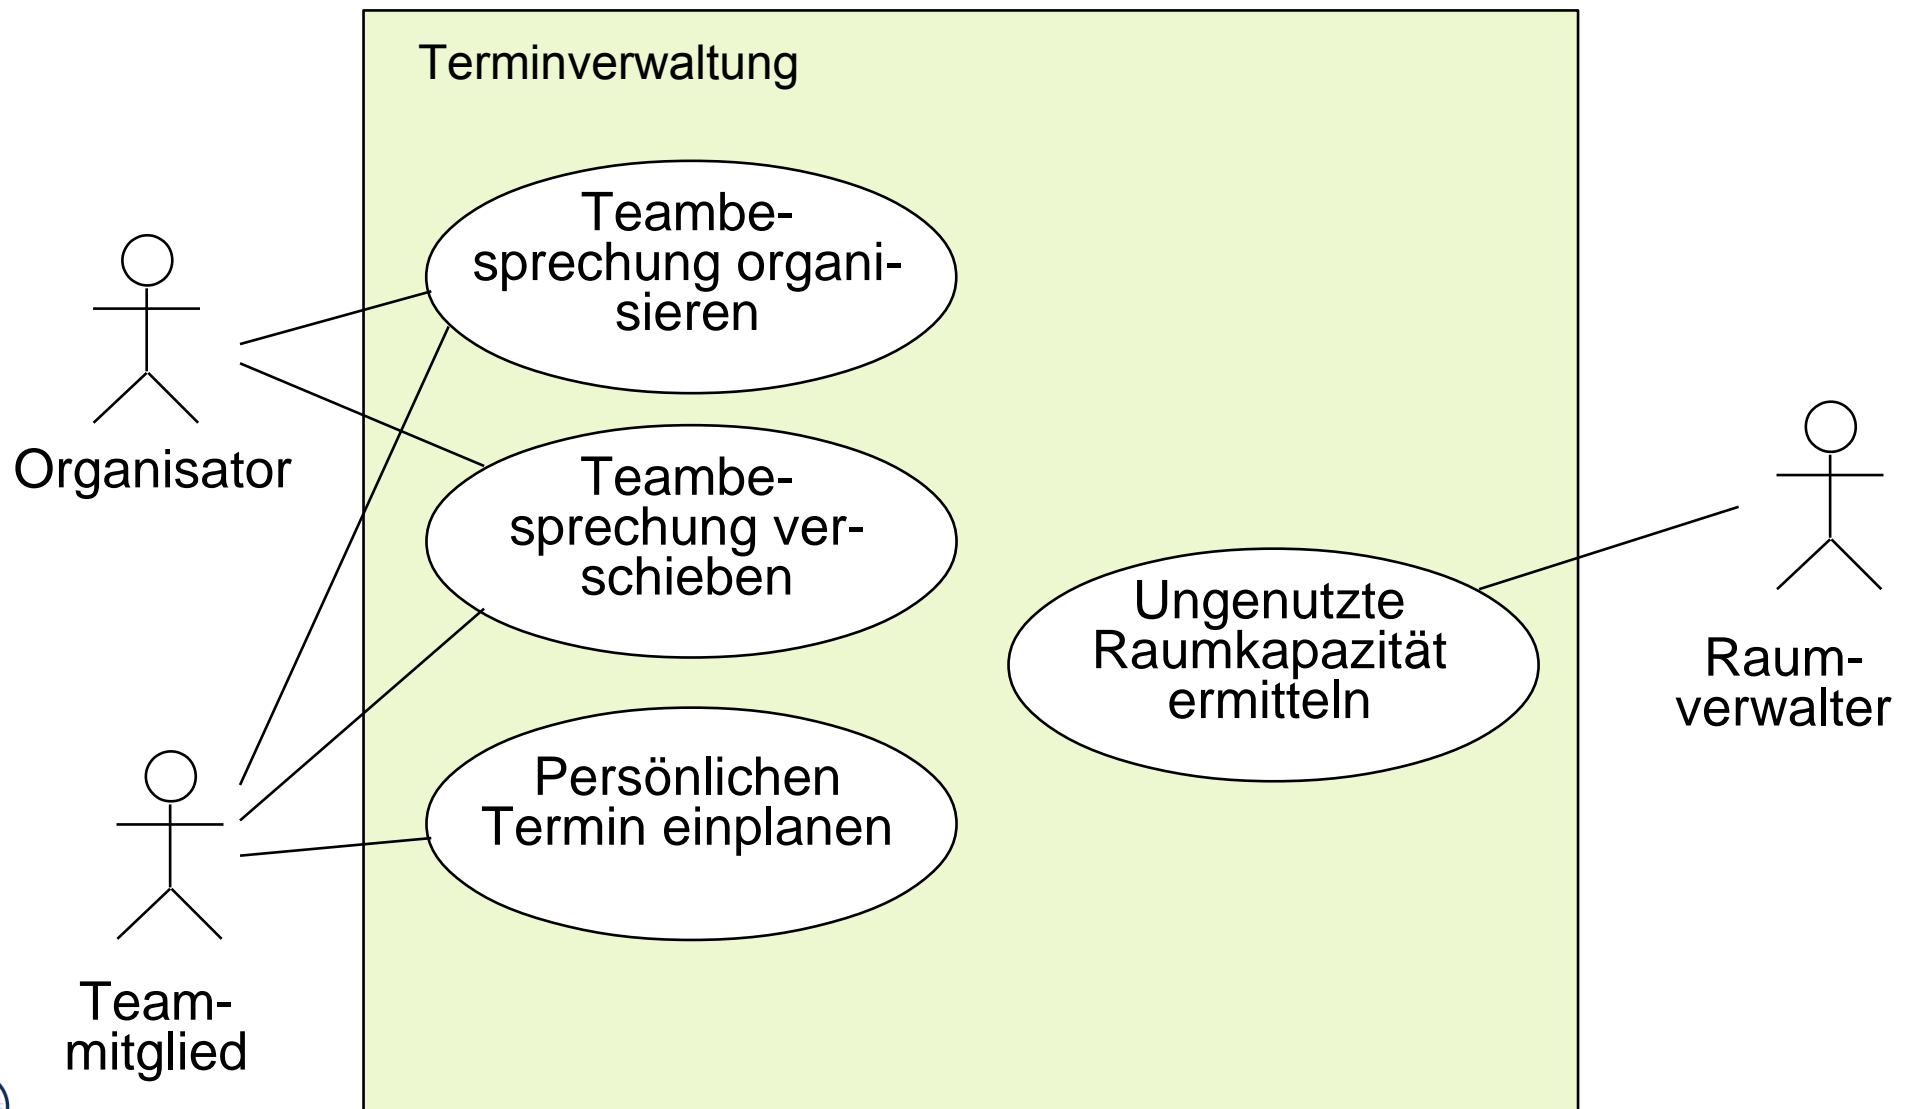 Terminverwaltung
Teambe-
sprechung organi-
sieren
Organisator
Teambe-
sprechung ver-
schieben
Ungenutzte
Raumkapazität
ermitteln
Raum-
verwalter
Persönlichen
Termin einplanen
Team-
mitglied